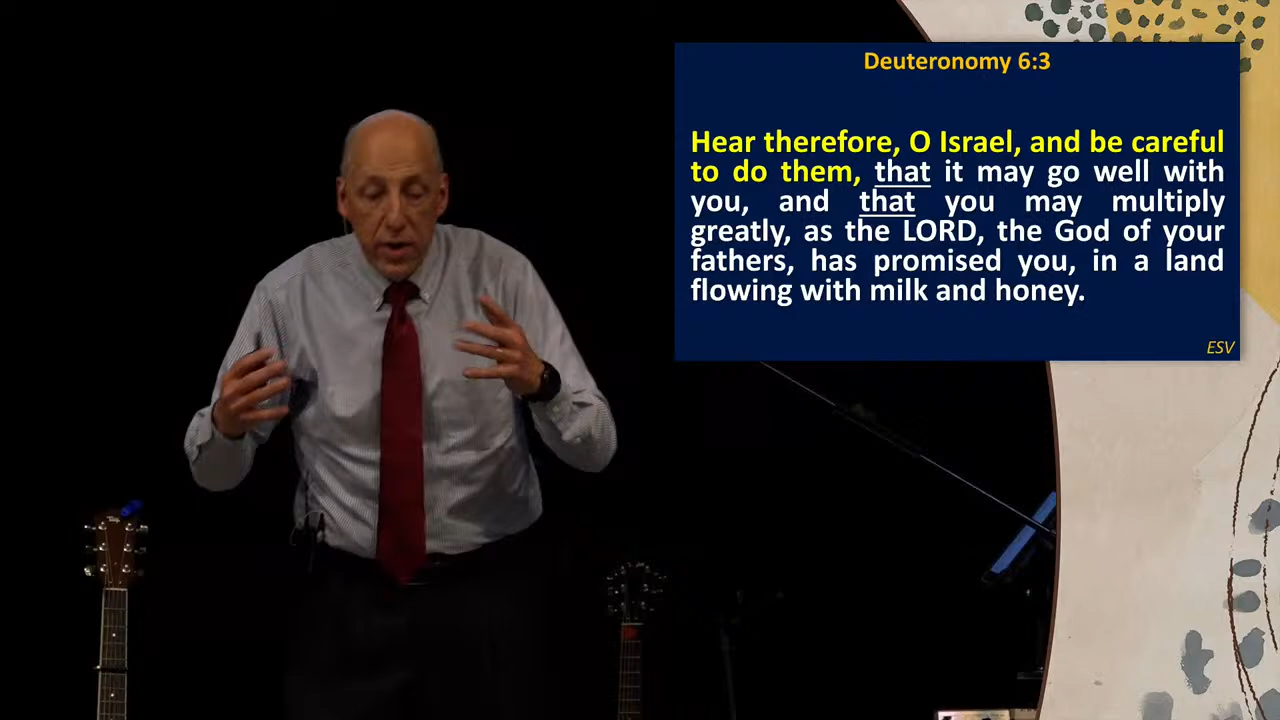 Deuteronomy 6:3
Hear therefore, O Israel, and be careful
to do them, that it may go well with
you, and that you may multiply
greatly, as the LORD, the God of your
fathers, has promised you, in a land
flowing with milk and honey.
ESV